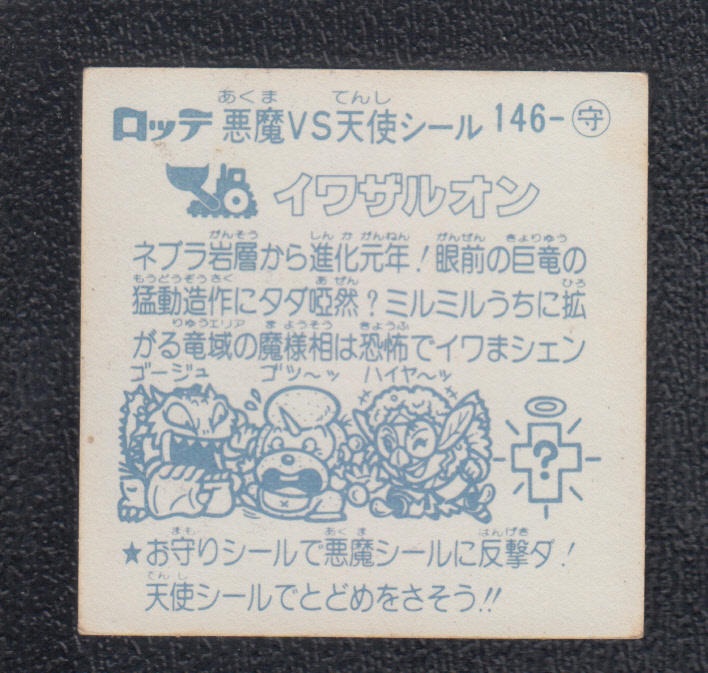 あくま てんし
ロッテ 悪魔VS天使シール 146-守
イワザルオン
がんそう しん か がんねん がんぜん きょりゅう
ネブラ岩層から進化元年!眼前の巨竜の
もうどうぞうさく あ ぜん ひろ
猛動造作にタダ啞然?ミルミルうちに拡
りゅうエリア ま ようそう きょうふ
がる竜域の魔様相は恐怖でイワまシェン
ゴージュ ゴツ〜ッ ハイヤ〜ッ
?
まも あく ま はんげき
★お守りシールで悪魔シールに反撃ダ!
てん し
天使シールでとどめをさそう!!